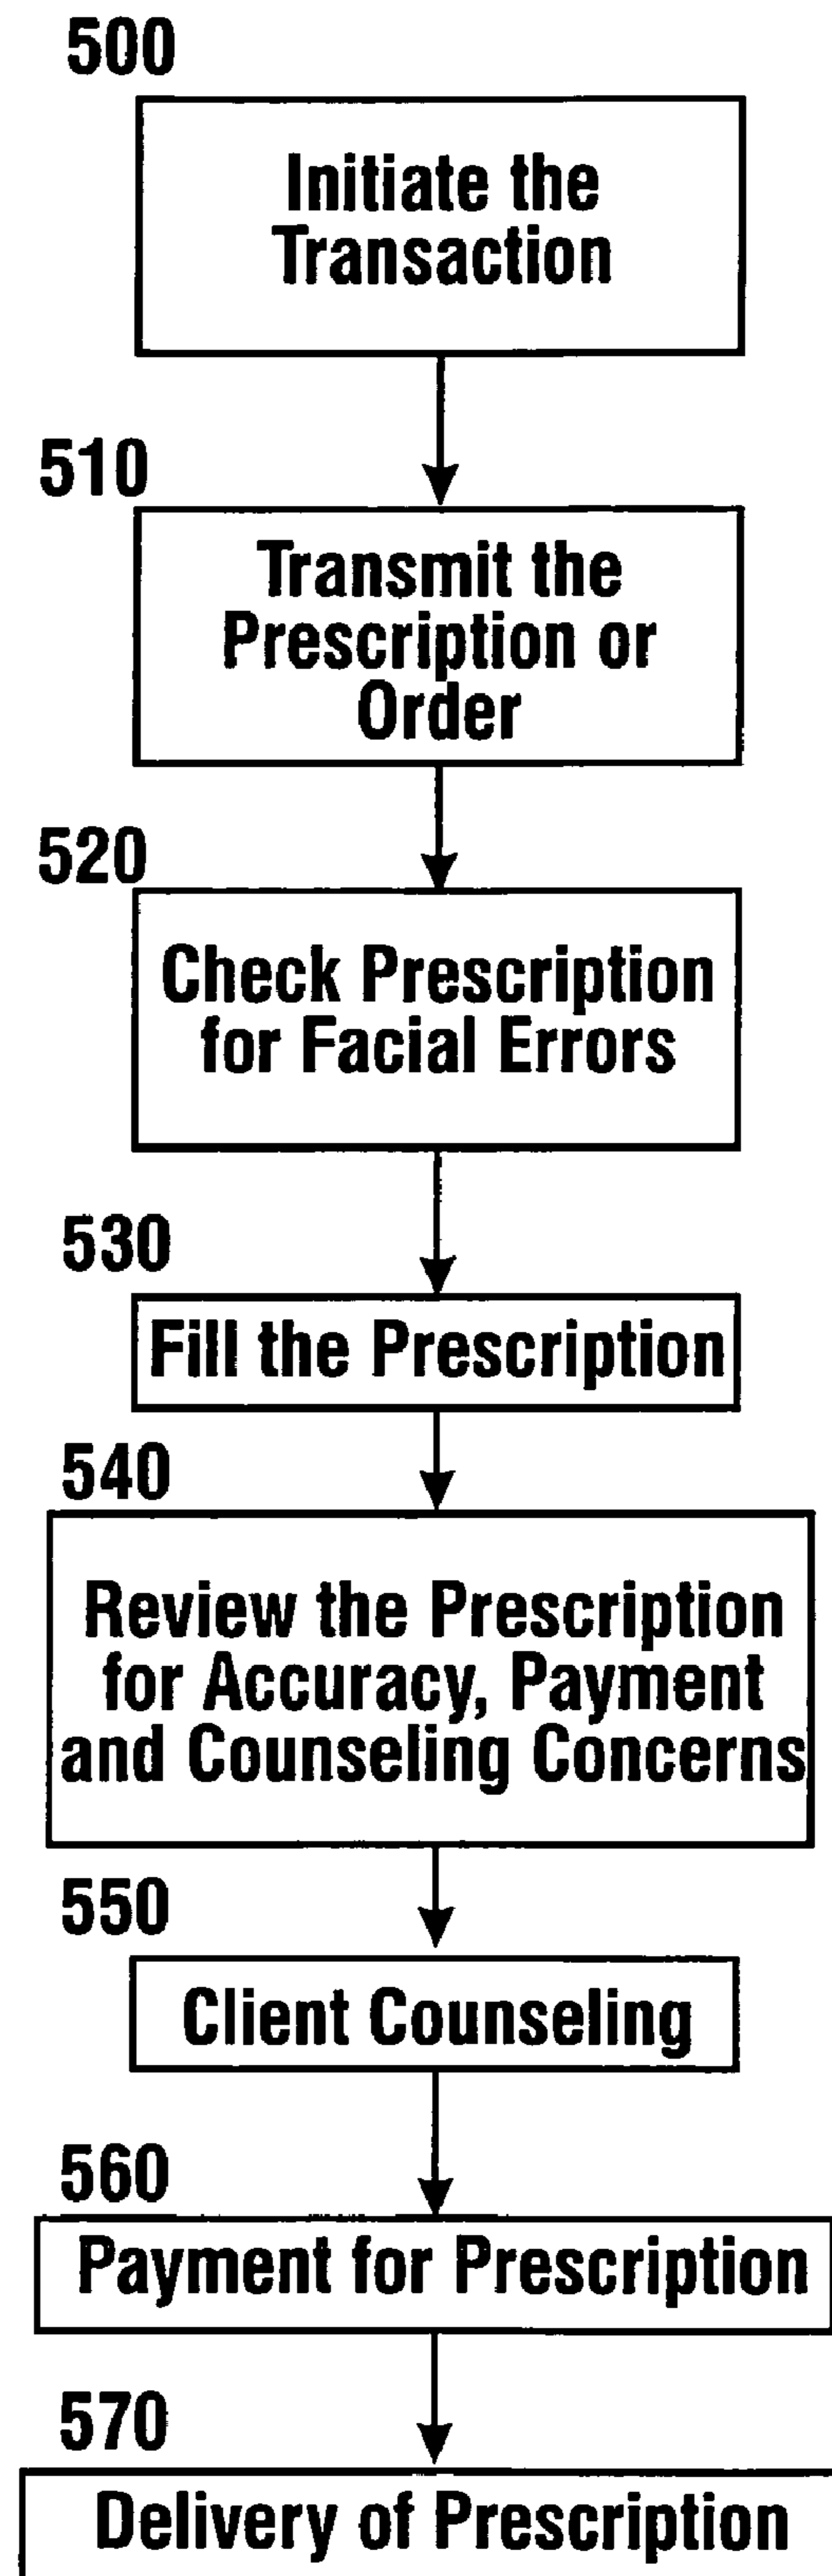 500
Initiate the
Transaction
510
Transmit the
Prescription or
Order
520
Check Prescription
for Facial Errors
530
Fill the Prescription
540
Review the Prescription
for Accuracy, Payment
and Counseling Concerns
550
Client Counseling
560
Payment for Prescription
570
Delivery of Prescription